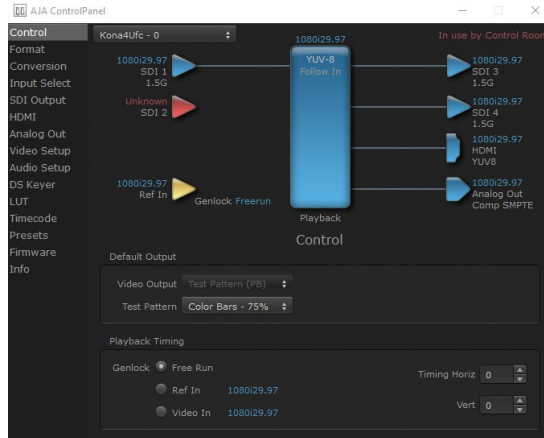 AJA ControlPanel
Control
Format
Conversion
Input Select
SDI Output
HDMI
Analog Out
Video Setup
Audio Setup
DS Keyer
LUT
Timecode
Presets
Firmware
Info
Kona4Ufc - 0
1080i29.97
In use by Control Room
1080i29.97
SDI 1
1.5G
Unknown
SDI 2
1080i29.97
Ref In
Genlock Freerun
YUV-8
Follow In
Playback
1080i29.97
SDI 3
1.5G
1080i29.97
SDI 4
1.5G
1080i29.97
HDMI
YUV8
1080i29.97
Analog Out
Comp SMPTE
Control
Default Output
Video Output Test Pattern (PB)
Test Pattern Color Bars - 75%
Playback Timing
Genlock Free Run
Ref In 1080i29.97
Video In 1080i29.97
Timing Horiz 0
Vert 0